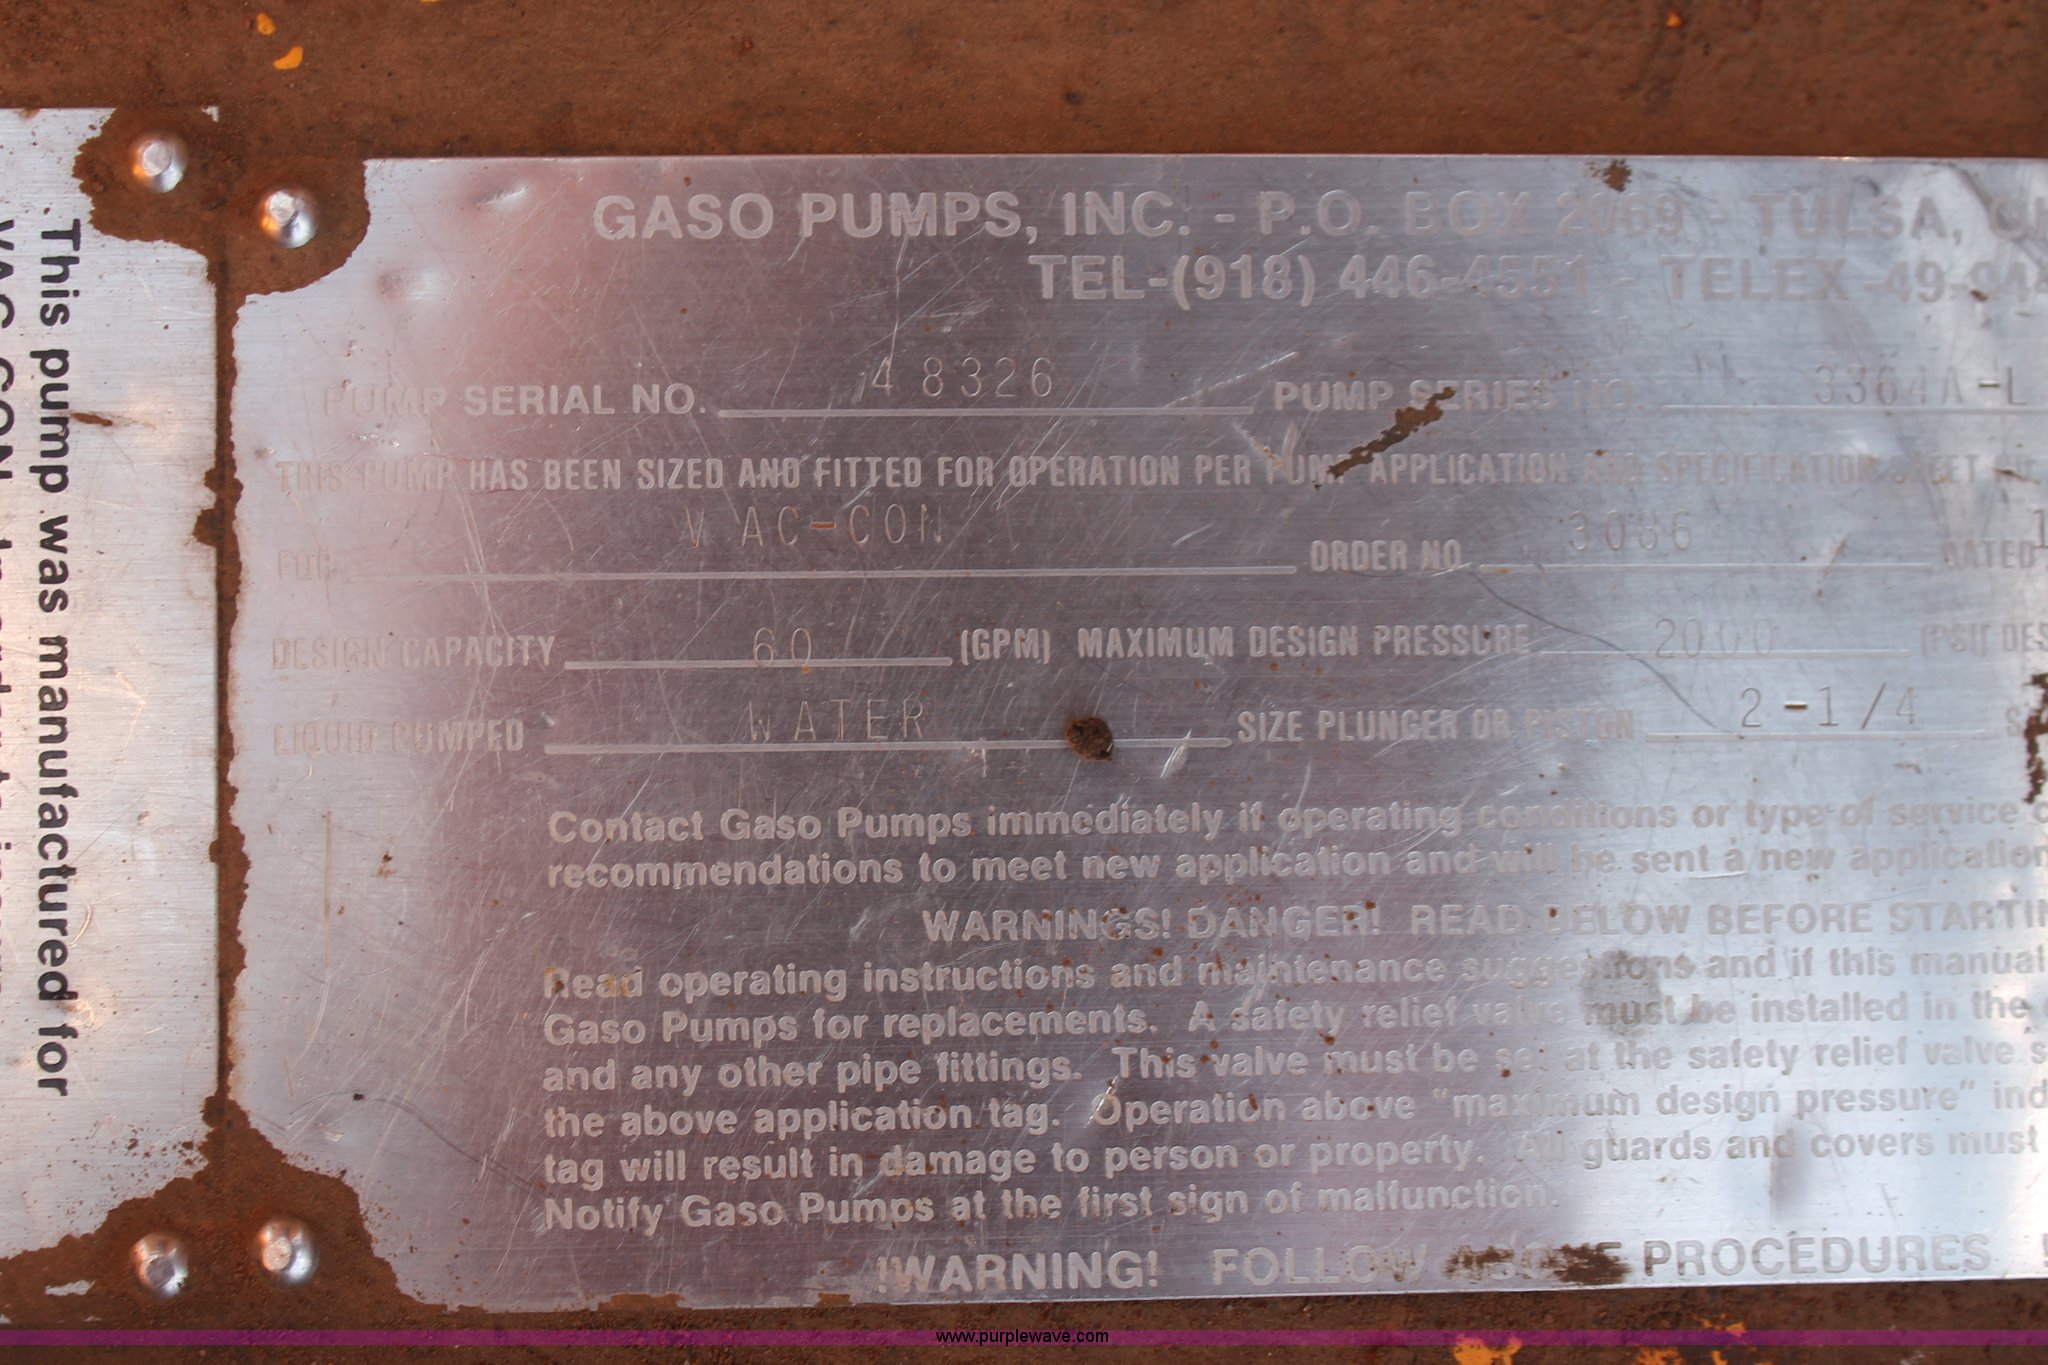 This pump was manufactured for
GASO PUMPS, INC. - P.O. BOX 2069 - TULSA,
TEL-(918) 446-4551 - TELEX -49-
PUMP SERIAL NO. 48326 PUMP SERIES NO. 3364A-L
THIS PUMP HAS BEEN SIZED AND FITTED FOR OPERATION PER PUMP APPLICATION AND SPECIFICATION SHEET
FOR VAC-CON ORDER NO. 3086 DATED
DESIGN CAPACITY 60 (GPM) MAXIMUM DESIGN PRESSURE 2000 (PSI)
LIQUID PUMPED WATER SIZE PLUNGER OR PISTON 2-1/4
Contact Gaso Pumps immediately if operating conditions or type of service
recommendations to meet new application and will be sent a new application
WARNINGS! DANGER! READ BELOW BEFORE
Read operating instructions and maintenance suggestions and if this manual
Gaso Pumps for replacements. A safety relief valve must be installed in the
and any other pipe fittings. This valve must be set at the safety relief valve
the above application tag. Operation above "maximum design pressure"
tag will result in damage to person or property. All guards and covers must
Notify Gaso Pumps at the first sign of malfunction.
!WARNING! FOLLOW ABOVE PROCEDURES !
www.purplewave.com